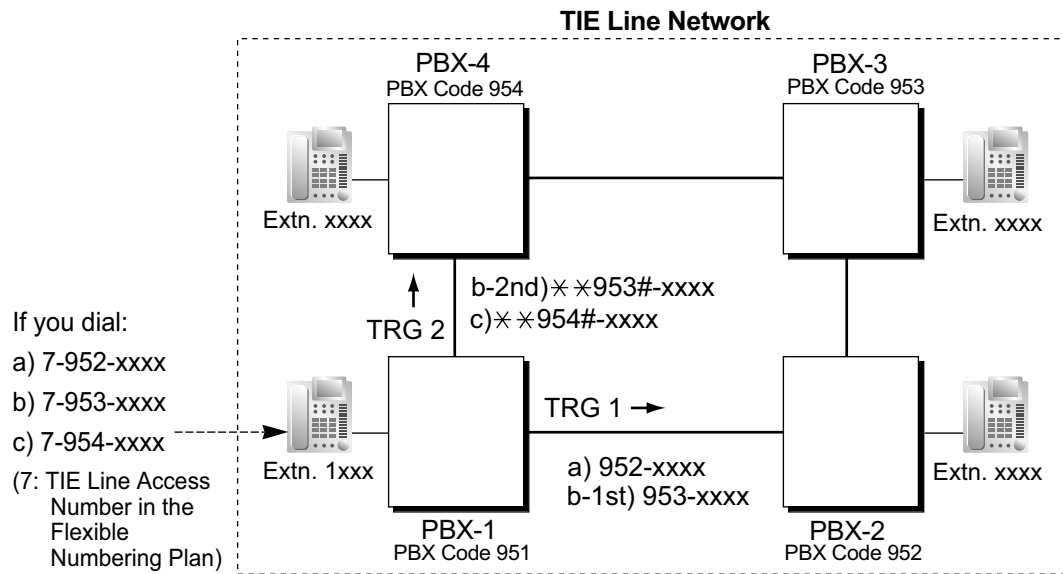 TIE Line Network
PBX-4
PBX Code 954
PBX-3
PBX Code 953
Extn. xxxx
Extn. xxxx
b-2nd)＊＊953#-xxxx
c)＊＊954#-xxxx
TRG 2
If you dial:
a) 7-952-xxxx
b) 7-953-xxxx
c) 7-954-xxxx
(7: TIE Line Access
Number in the
Flexible
Numbering Plan)
Extn. 1xxx
TRG 1
a) 952-xxxx
b-1st) 953-xxxx
Extn. xxxx
PBX-1
PBX Code 951
PBX-2
PBX Code 952